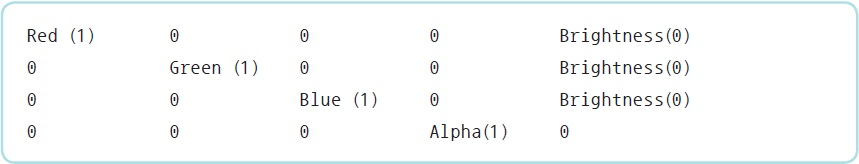 Red (1) 0 0 0 Brightness(0)
0 Green (1) 0 0 Brightness(0)
0 0 Blue (1) 0 Brightness(0)
0 0 0 Alpha(1) 0